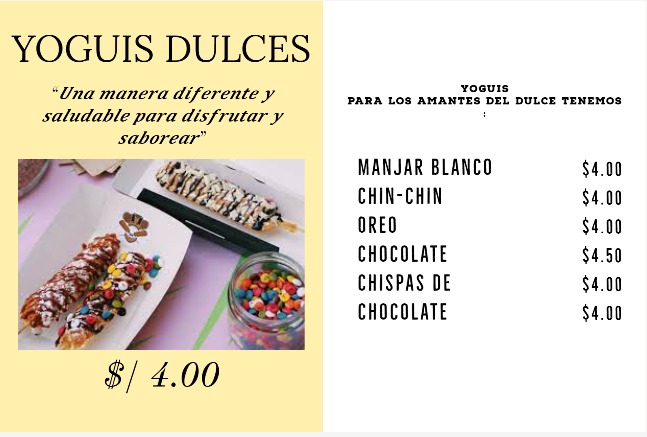 YOGUIS DULCES
"Una manera diferente y
saludable para disfrutar y
saborear"
$/ 4.00
YOGUIS
PARA LOS AMANTES DEL DULCE TENEMOS
:
MANJAR BLANCO $4.00
CHIN-CHIN $4.00
OREO $4.00
CHOCOLATE $4.50
CHISPAS DE $4.00
CHOCOLATE $4.00